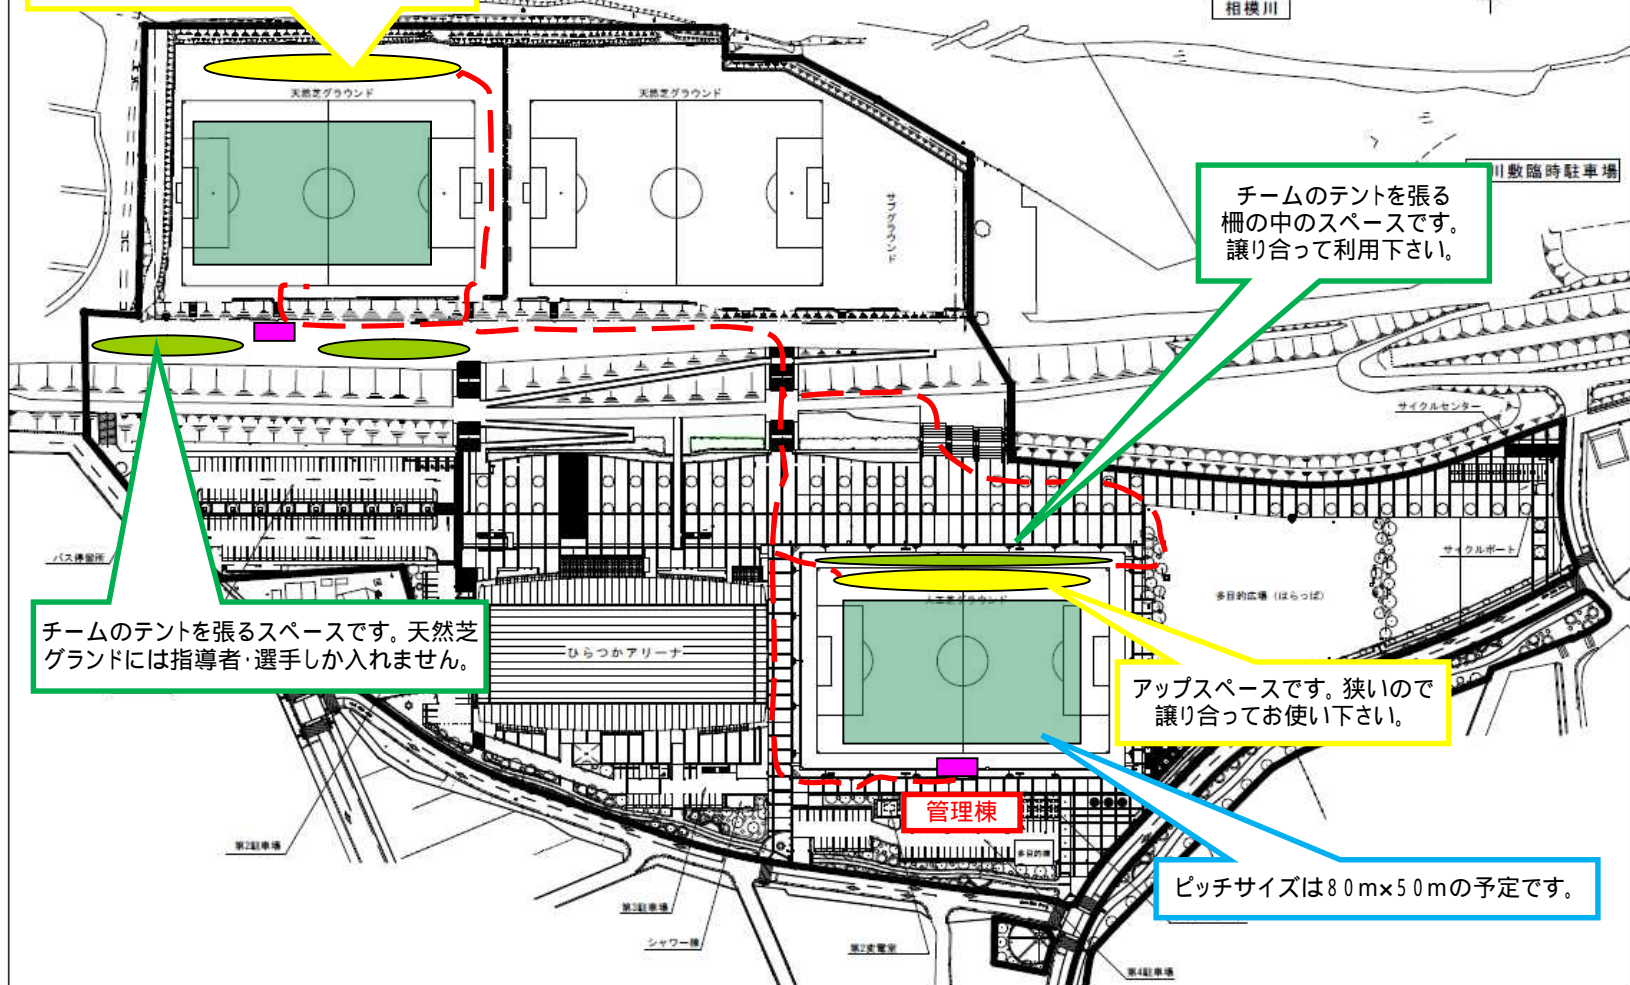 相模川
天然芝グラウンド
天然芝グラウンド
サブグラウンド
川敷臨時駐車場
チームのテントを張る
柵の中のスペースです。
譲り合って利用下さい。
サイクルセンター
バス停留所
サイクルポート
チームのテントを張るスペースです。天然芝
グランドには指導者・選手しか入れません。
ひらつかアリーナ
人工芝グラウンド
多目的広場（はらっぱ）
アップスペースです。狭いので
譲り合ってお使い下さい。
管理棟
ピッチサイズは80m×50mの予定です。
第2駐車場
第3駐車場
シャワー棟
第2変電室
第4駐車場